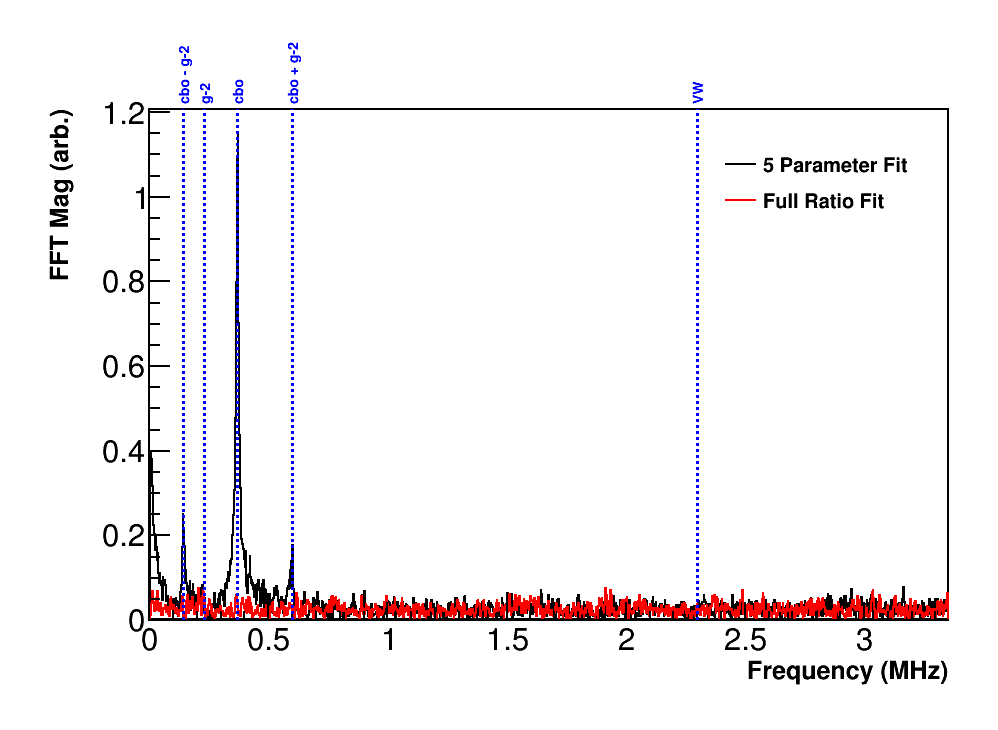 cbo - g-2
g-2
cbo
cbo + g-2
VW
FFT Mag (arb.)
1.2
1
0.8
0.6
0.4
0.2
0
5 Parameter Fit
Full Ratio Fit
0 0.5 1 1.5 2 2.5 3
Frequency (MHz)